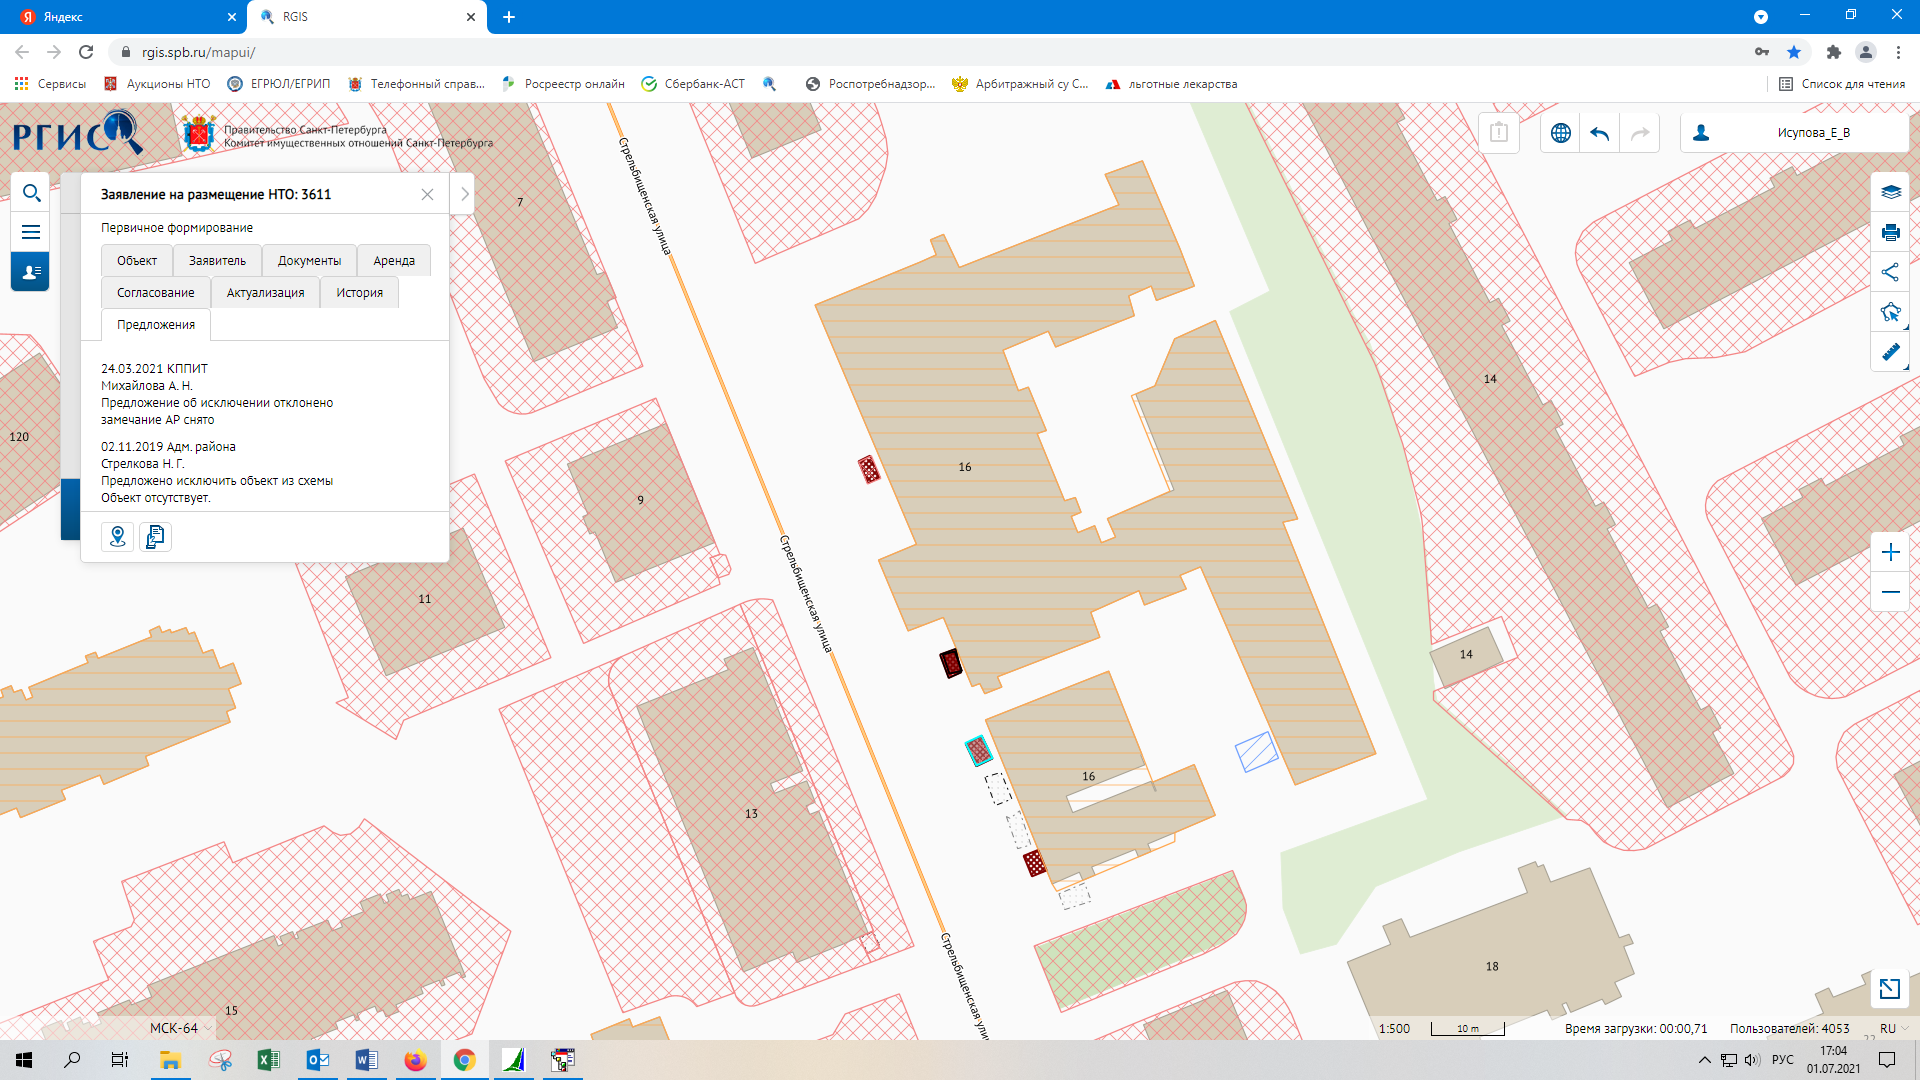 Яндекс
RGIS
rgis.spb.ru/mapui/
Сервисы
Аукционы НТО
ЕГРЮЛ/ЕГРИП
Телефонный справ...
Росреестр онлайн
Сбербанк-АСТ
Роспотребнадзор...
Арбитражный су С...
льготные лекарства
Список для чтения
РГИС
Правительство Санкт-Петербурга
Комитет имущественных отношений Санкт-Петербурга
Исупова_Е_В
Заявление на размещение НТО: 3611
Первичное формирование
Объект
Заявитель
Документы
Аренда
Согласование
Актуализация
История
Предложения
24.03.2021 КППИТ
Михайлова А. Н.
Предложение об исключении отклонено
замечание АР снято
02.11.2019 Адм. района
Стрелкова Н. Г.
Предложено исключить объект из схемы
Объект отсутствует.
Стрельбищенская улица
7
14
120
16
9
Стрельбищенская улица
11
14
16
13
Стрельбищенская ули
18
15
22
МСК-64
1:500
10 m
Время загрузки: 00:00,71
Пользователей: 4053
RU
РУС
17:04
01.07.2021